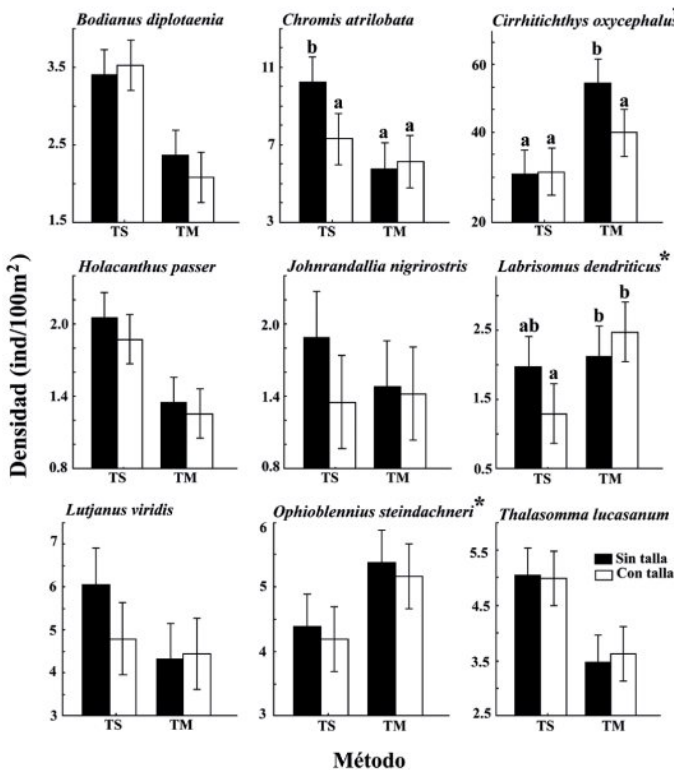 Bodianus diplotaenia
3.5
2.5
1.5
TS TM
Chromis atrilobata
11
7
3
b
a
a a
TS TM
Cirrhitichthys oxycephalus
60
40
20
a a
b
a
TS TM
Holacanthus passer
2.0
1.4
0.8
TS TM
Johnrandallia nigrirostris
2.0
1.4
0.8
TS TM
Labrisomus dendriticus*
2.5
1.5
0.5
ab
a
b
b
TS TM
Lutjanus viridis
7
6
5
4
3
TS TM
Ophioblennius steindachneri*
6
5
4
3
TS TM
Thalasomma lucasanum
5.5
4.5
3.5
2.5
Sin talla
Con talla
TS TM
Densidad (ind/100m²)
Método